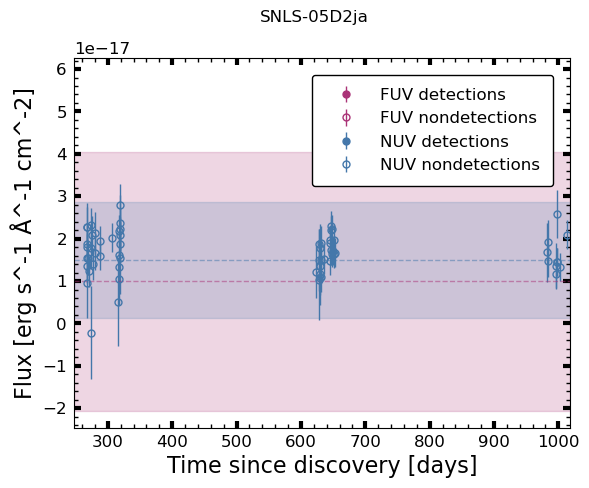 SNLS-05D2ja
1e−17
6
5
4
3
2
1
0
−1
−2
FUV detections
FUV nondetections
NUV detections
NUV nondetections
Flux [erg s^-1 Å^-1 cm^-2]
300 400 500 600 700 800 900 1000
Time since discovery [days]